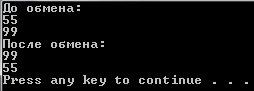 До обмена:
55
99
После обмена:
99
55
Press any key to continue . . .